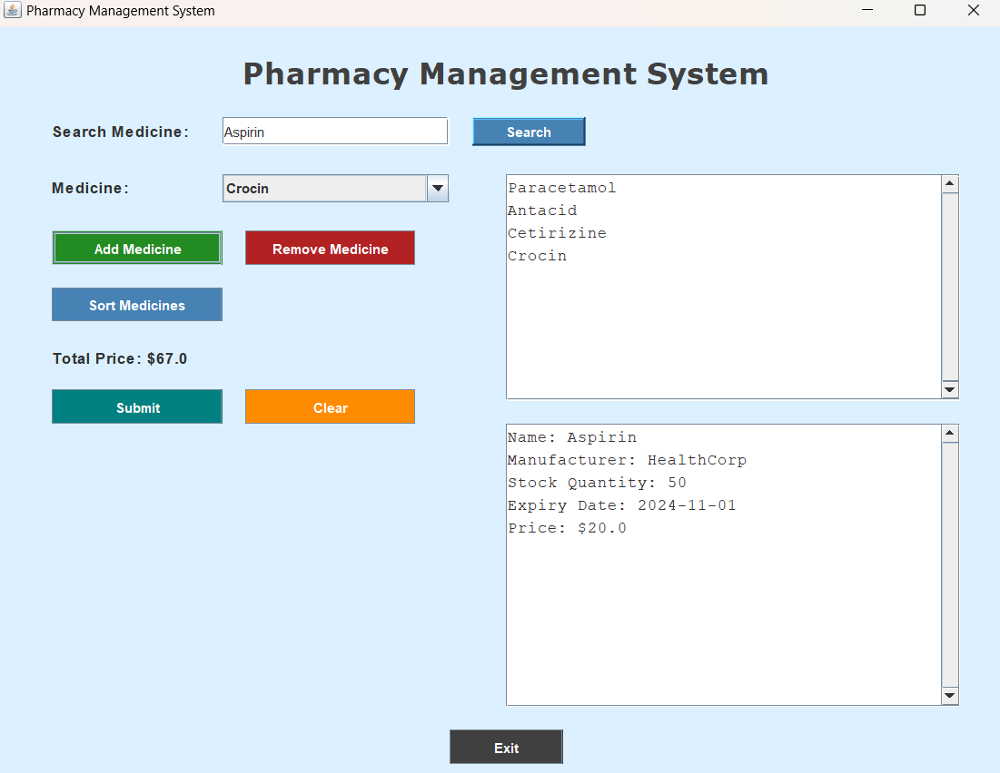 Pharmacy Management System
Pharmacy Management System
Search Medicine: Aspirin Search
Medicine: Crocin
Paracetamol
Antacid
Cetirizine
Crocin
Add Medicine Remove Medicine
Sort Medicines
Total Price: $67.0
Submit Clear
Name: Aspirin
Manufacturer: HealthCorp
Stock Quantity: 50
Expiry Date: 2024-11-01
Price: $20.0
Exit